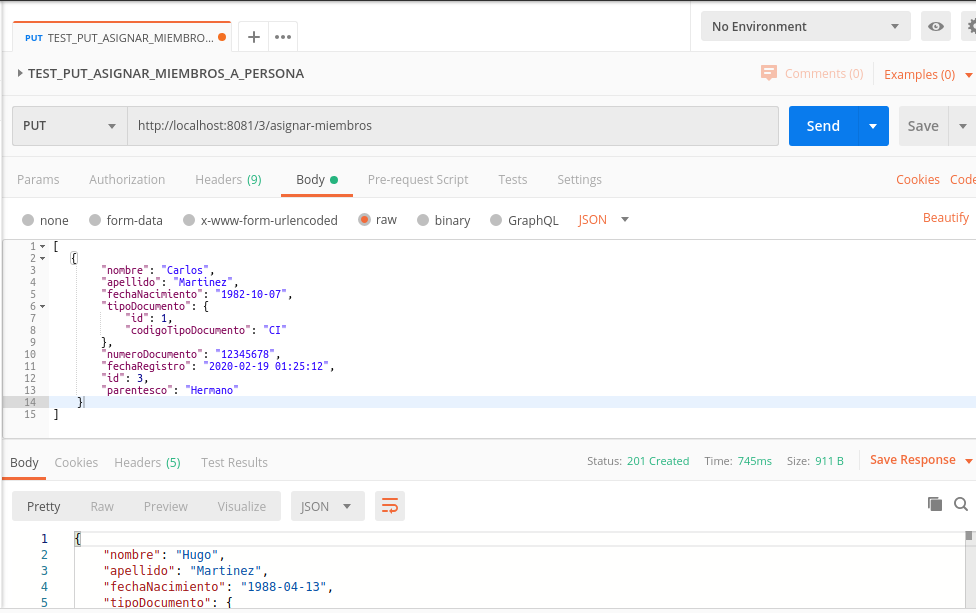 PUT TEST_PUT_ASIGNAR_MIEMBRO...
No Environment
TEST_PUT_ASIGNAR_MIEMBROS_A_PERSONA
Comments (0) Examples (0)
PUT http://localhost:8081/3/asignar-miembros Send Save
Params Authorization Headers (9) Body Pre-request Script Tests Settings Cookies Code
none form-data x-www-form-urlencoded raw binary GraphQL JSON Beautify
1 [
2 {
3 "nombre": "Carlos",
4 "apellido": "Martinez",
5 "fechaNacimiento": "1982-10-07",
6 "tipoDocumento": {
7 "id": 1,
8 "codigoTipoDocumento": "CI"
9 },
10 "numeroDocumento": "12345678",
11 "fechaRegistro": "2020-02-19 01:25:12",
12 "id": 3,
13 "parentesco": "Hermano"
14 }
15 ]
Body Cookies Headers (5) Test Results Status: 201 Created Time: 745ms Size: 911 B Save Response
Pretty Raw Preview Visualize JSON
1 {
2 "nombre": "Hugo",
3 "apellido": "Martinez",
4 "fechaNacimiento": "1988-04-13",
5 "tipoDocumento": {